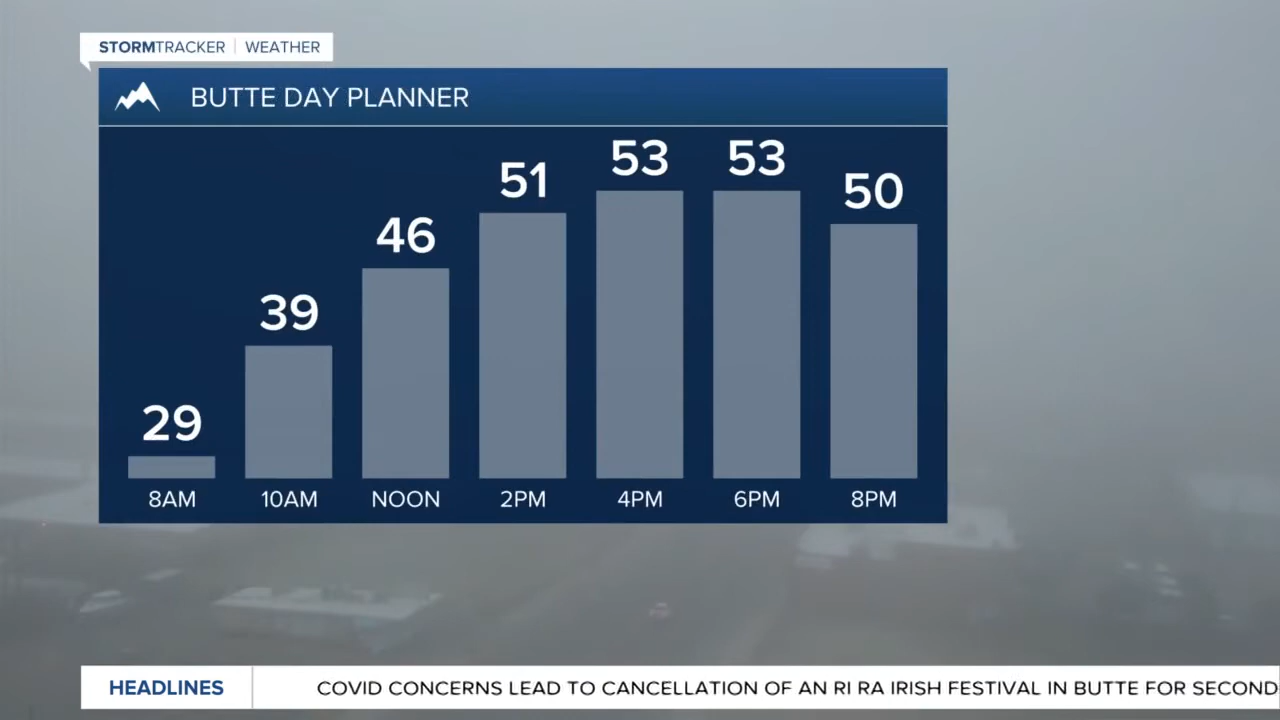 STORMTRACKER | WEATHER
BUTTE DAY PLANNER
29 39 46 51 53 53 50
8AM 10AM NOON 2PM 4PM 6PM 8PM
HEADLINES COVID CONCERNS LEAD TO CANCELLATION OF AN RI RA IRISH FESTIVAL IN BUTTE FOR SECOND